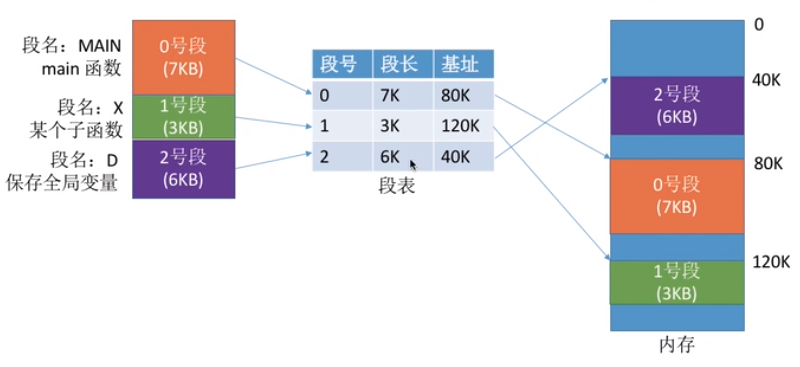 段名：MAIN
main 函数
段名：X
某个子函数
段名：D
保存全局变量
0号段
(7KB)
1号段
(3KB)
2号段
(6KB)
段号 段长 基址
0 7K 80K
1 3K 120K
2 6K 40K
段表
0
40K
80K
120K
2号段
(6KB)
0号段
(7KB)
1号段
(3KB)
内存